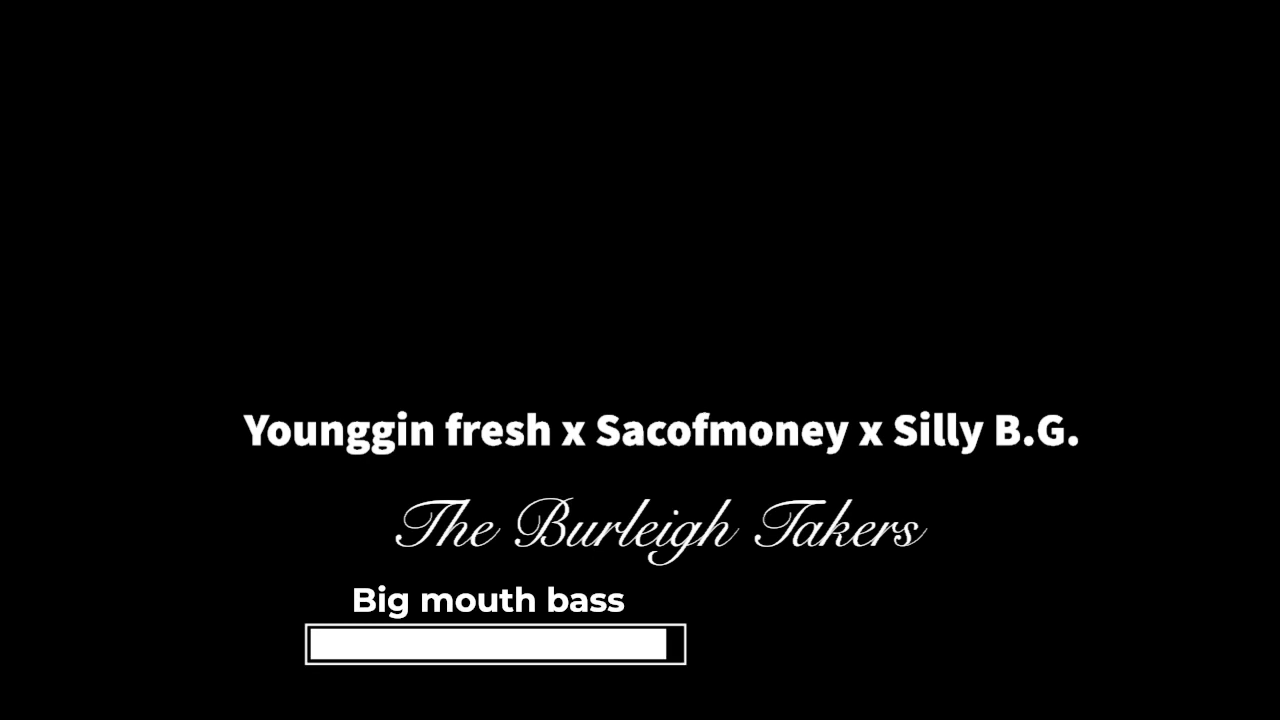 Younggin fresh x Sacofmoney x Silly B.G.
The Burleigh Takers
Big mouth bass